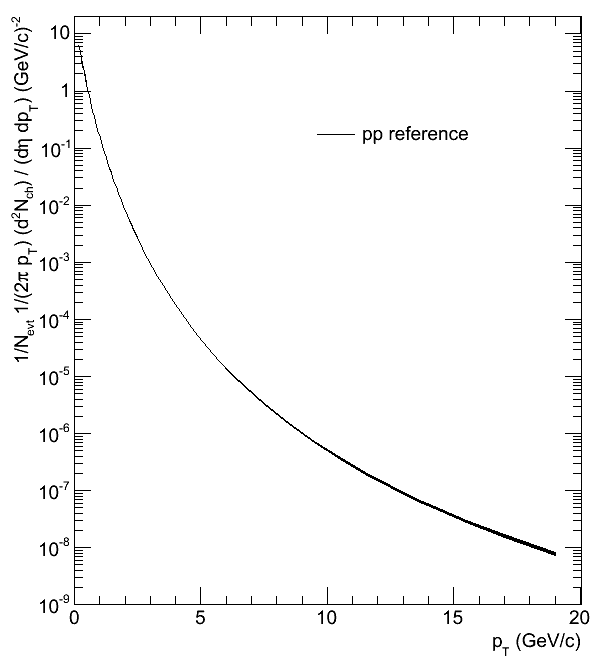 1/N_evt 1/(2π p_T) (d²N_ch) / (dη dp_T) (GeV/c)⁻²
10
1
10⁻¹
10⁻²
10⁻³
10⁻⁴
10⁻⁵
10⁻⁶
10⁻⁷
10⁻⁸
10⁻⁹
pp reference
0 5 10 15 20
p_T (GeV/c)